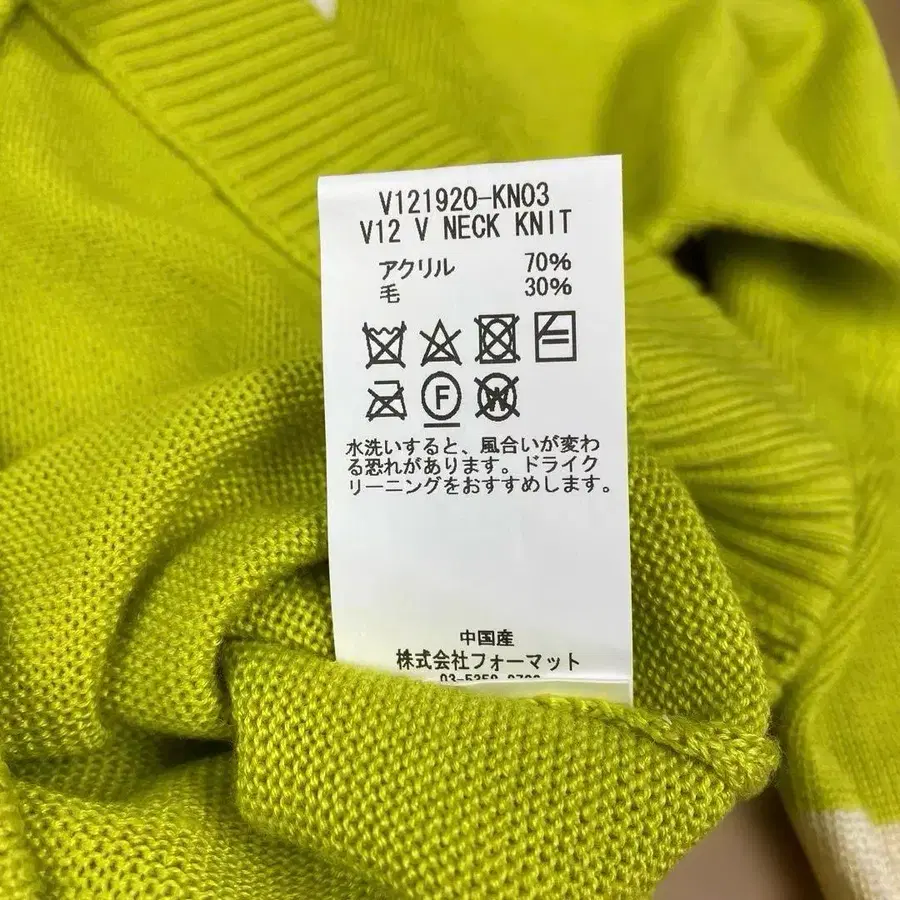 V121920-KN03
V12 V NECK KNIT
アクリル 70%
毛 30%
F
W
水洗いすると、風合いが変わ
る恐れがあります。ドライク
リーニングをおすすめします。
中国産
株式会社フォーマット